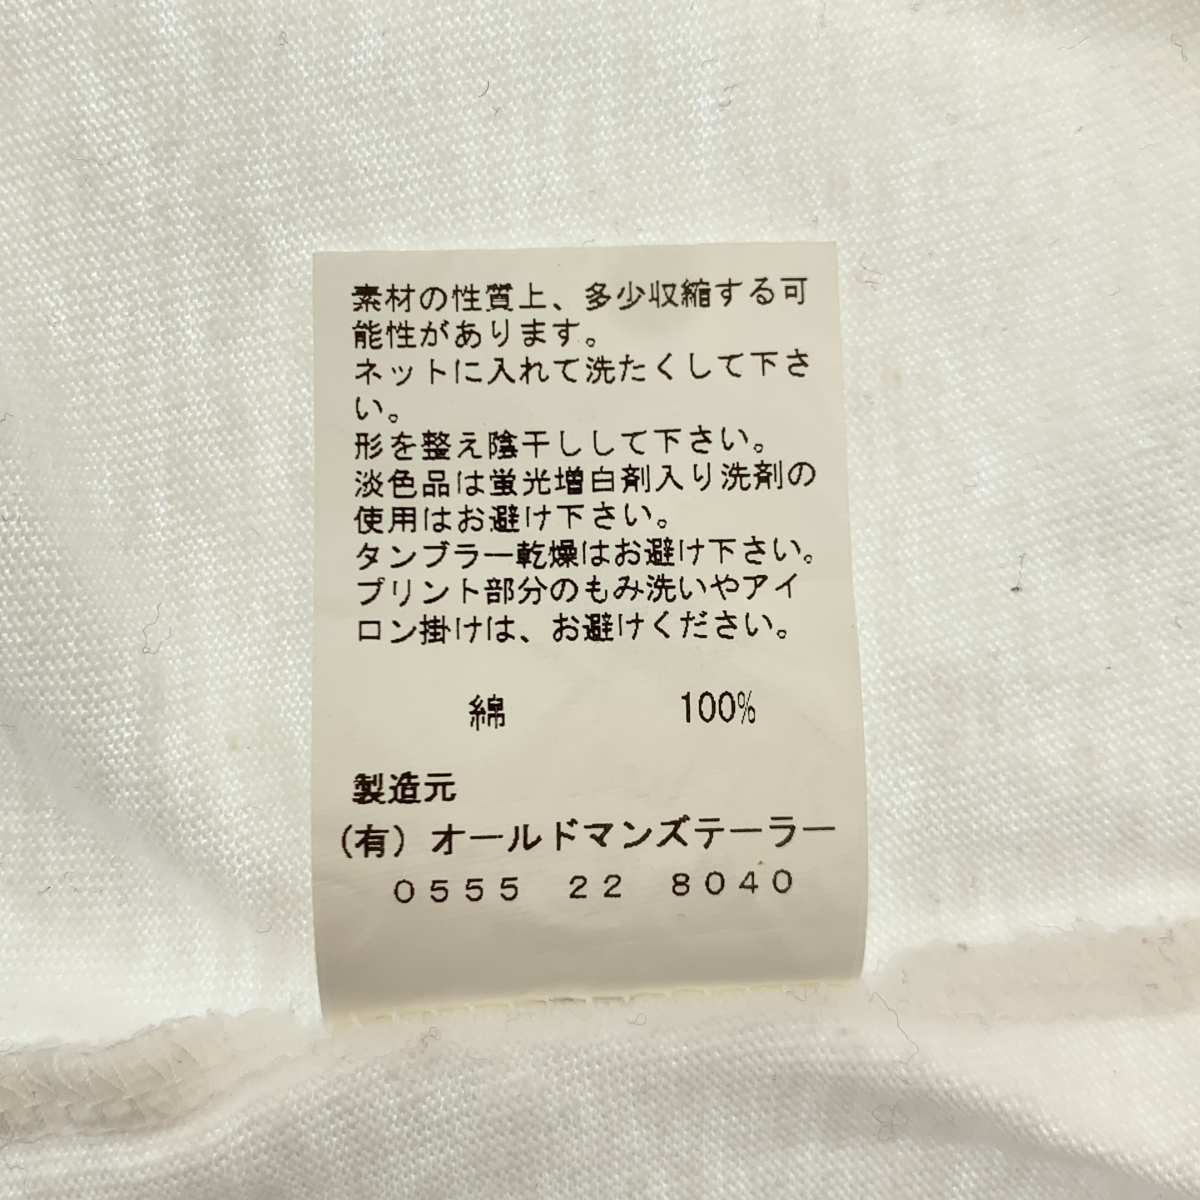 素材の性質上、多少収縮する可
能性があります。
ネットに入れて洗たくして下さ
い。
形を整え陰干しして下さい。
淡色品は蛍光増白剤入り洗剤の
使用はお避け下さい。
タンブラー乾燥はお避け下さい。
プリント部分のもみ洗いやアイ
ロン掛けは、お避けください。
綿 100%
製造元
(有) オールドマンズテーラー
0555 22 8040